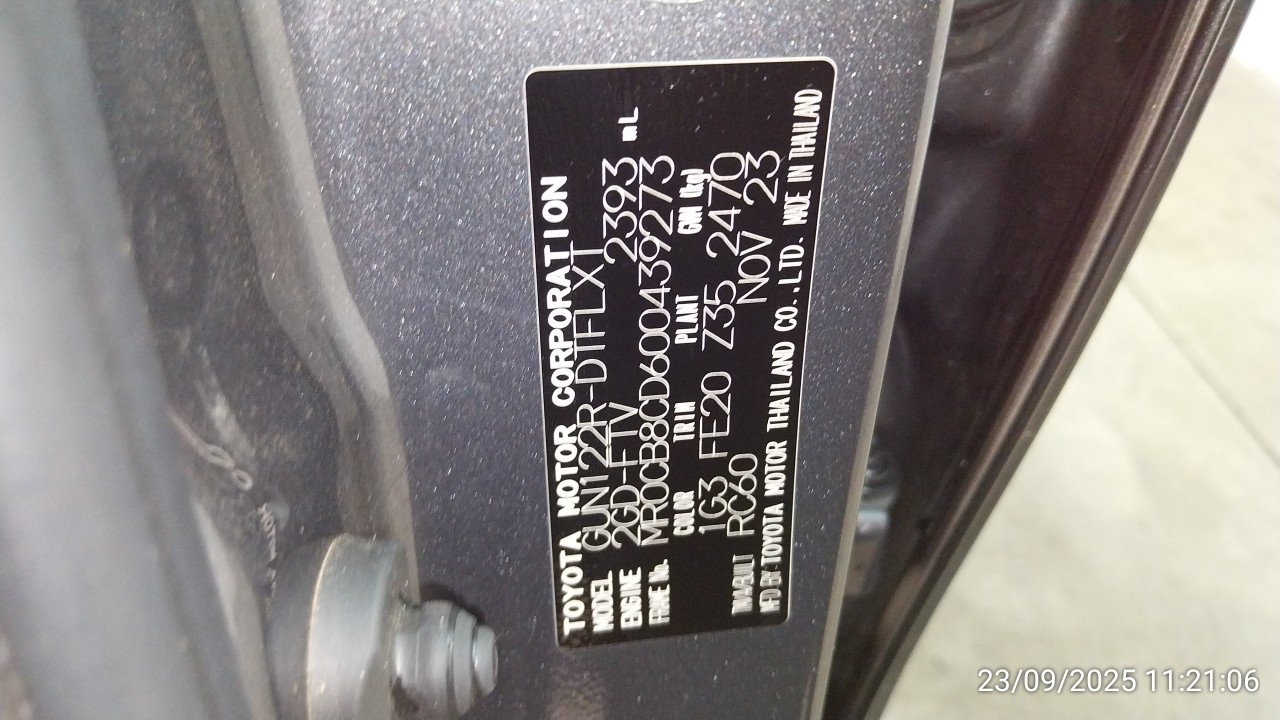 TOYOTA MOTOR CORPORATION
MODEL GUN122R-DTFLXT
ENGINE 2GD-FTV 2393 mL
FRAME No. MR0CB8CD600439273
COLOR TRIM PLANT GVM (kg)
1G3 FE20 Z35 2470
TMA/BUILT RC60 NOV 23
MFD BY TOYOTA MOTOR THAILAND CO.,LTD. MADE IN THAILAND
23/09/2025 11:21:06